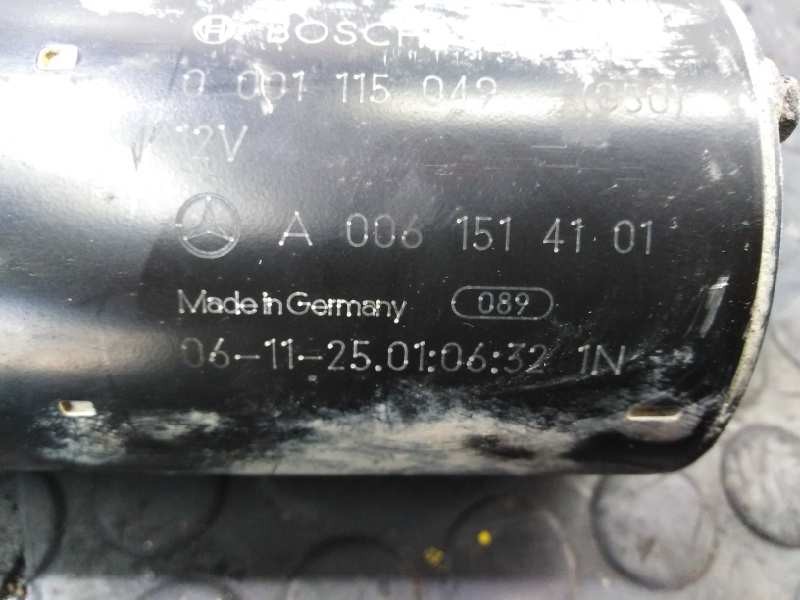 BOSCH
0 001 115 049 (050)
12V
A 006 151 41 01
Made in Germany 089
06-11-25.01:06:32 1N